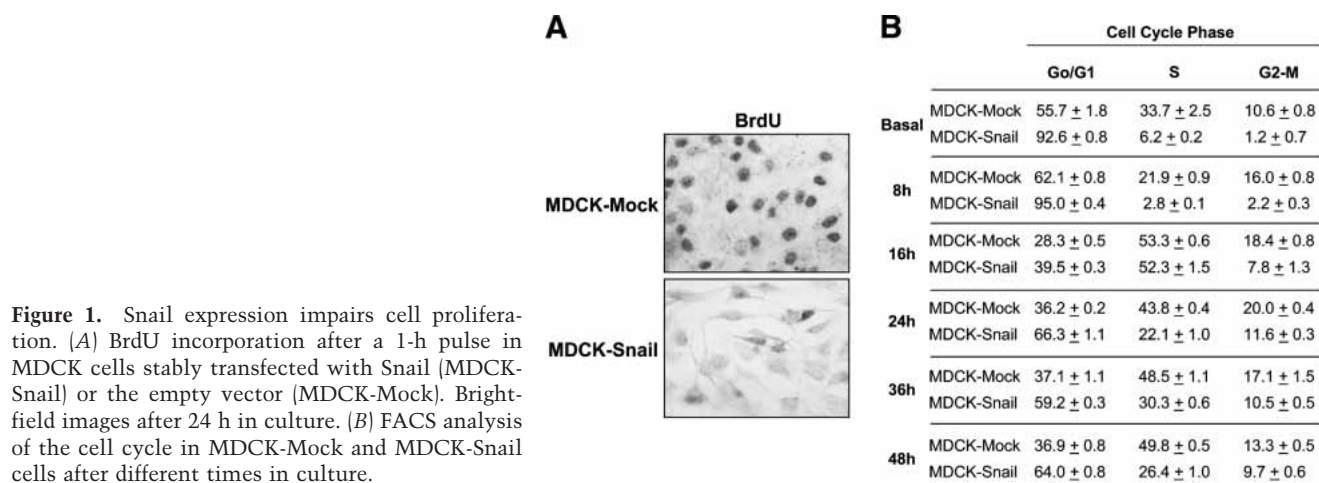 A
BrdU
MDCK-Mock
MDCK-Snail
Figure 1. Snail expression impairs cell prolifera-
tion. (A) BrdU incorporation after a 1-h pulse in
MDCK cells stably transfected with Snail (MDCK-
Snail) or the empty vector (MDCK-Mock). Bright-
field images after 24 h in culture. (B) FACS analysis
of the cell cycle in MDCK-Mock and MDCK-Snail
cells after different times in culture.
B
Cell Cycle Phase
Go/G1 S G2-M
Basal
MDCK-Mock 55.7 ± 1.8 33.7 ± 2.5 10.6 ± 0.8
MDCK-Snail 92.6 ± 0.8 6.2 ± 0.2 1.2 ± 0.7
8h
MDCK-Mock 62.1 ± 0.8 21.9 ± 0.9 16.0 ± 0.8
MDCK-Snail 95.0 ± 0.4 2.8 ± 0.1 2.2 ± 0.3
16h
MDCK-Mock 28.3 ± 0.5 53.3 ± 0.6 18.4 ± 0.8
MDCK-Snail 39.5 ± 0.3 52.3 ± 1.5 7.8 ± 1.3
24h
MDCK-Mock 36.2 ± 0.2 43.8 ± 0.4 20.0 ± 0.4
MDCK-Snail 66.3 ± 1.1 22.1 ± 1.0 11.6 ± 0.3
36h
MDCK-Mock 37.1 ± 1.1 48.5 ± 1.1 17.1 ± 1.5
MDCK-Snail 59.2 ± 0.3 30.3 ± 0.6 10.5 ± 0.5
48h
MDCK-Mock 36.9 ± 0.8 49.8 ± 0.5 13.3 ± 0.5
MDCK-Snail 64.0 ± 0.8 26.4 ± 1.0 9.7 ± 0.6